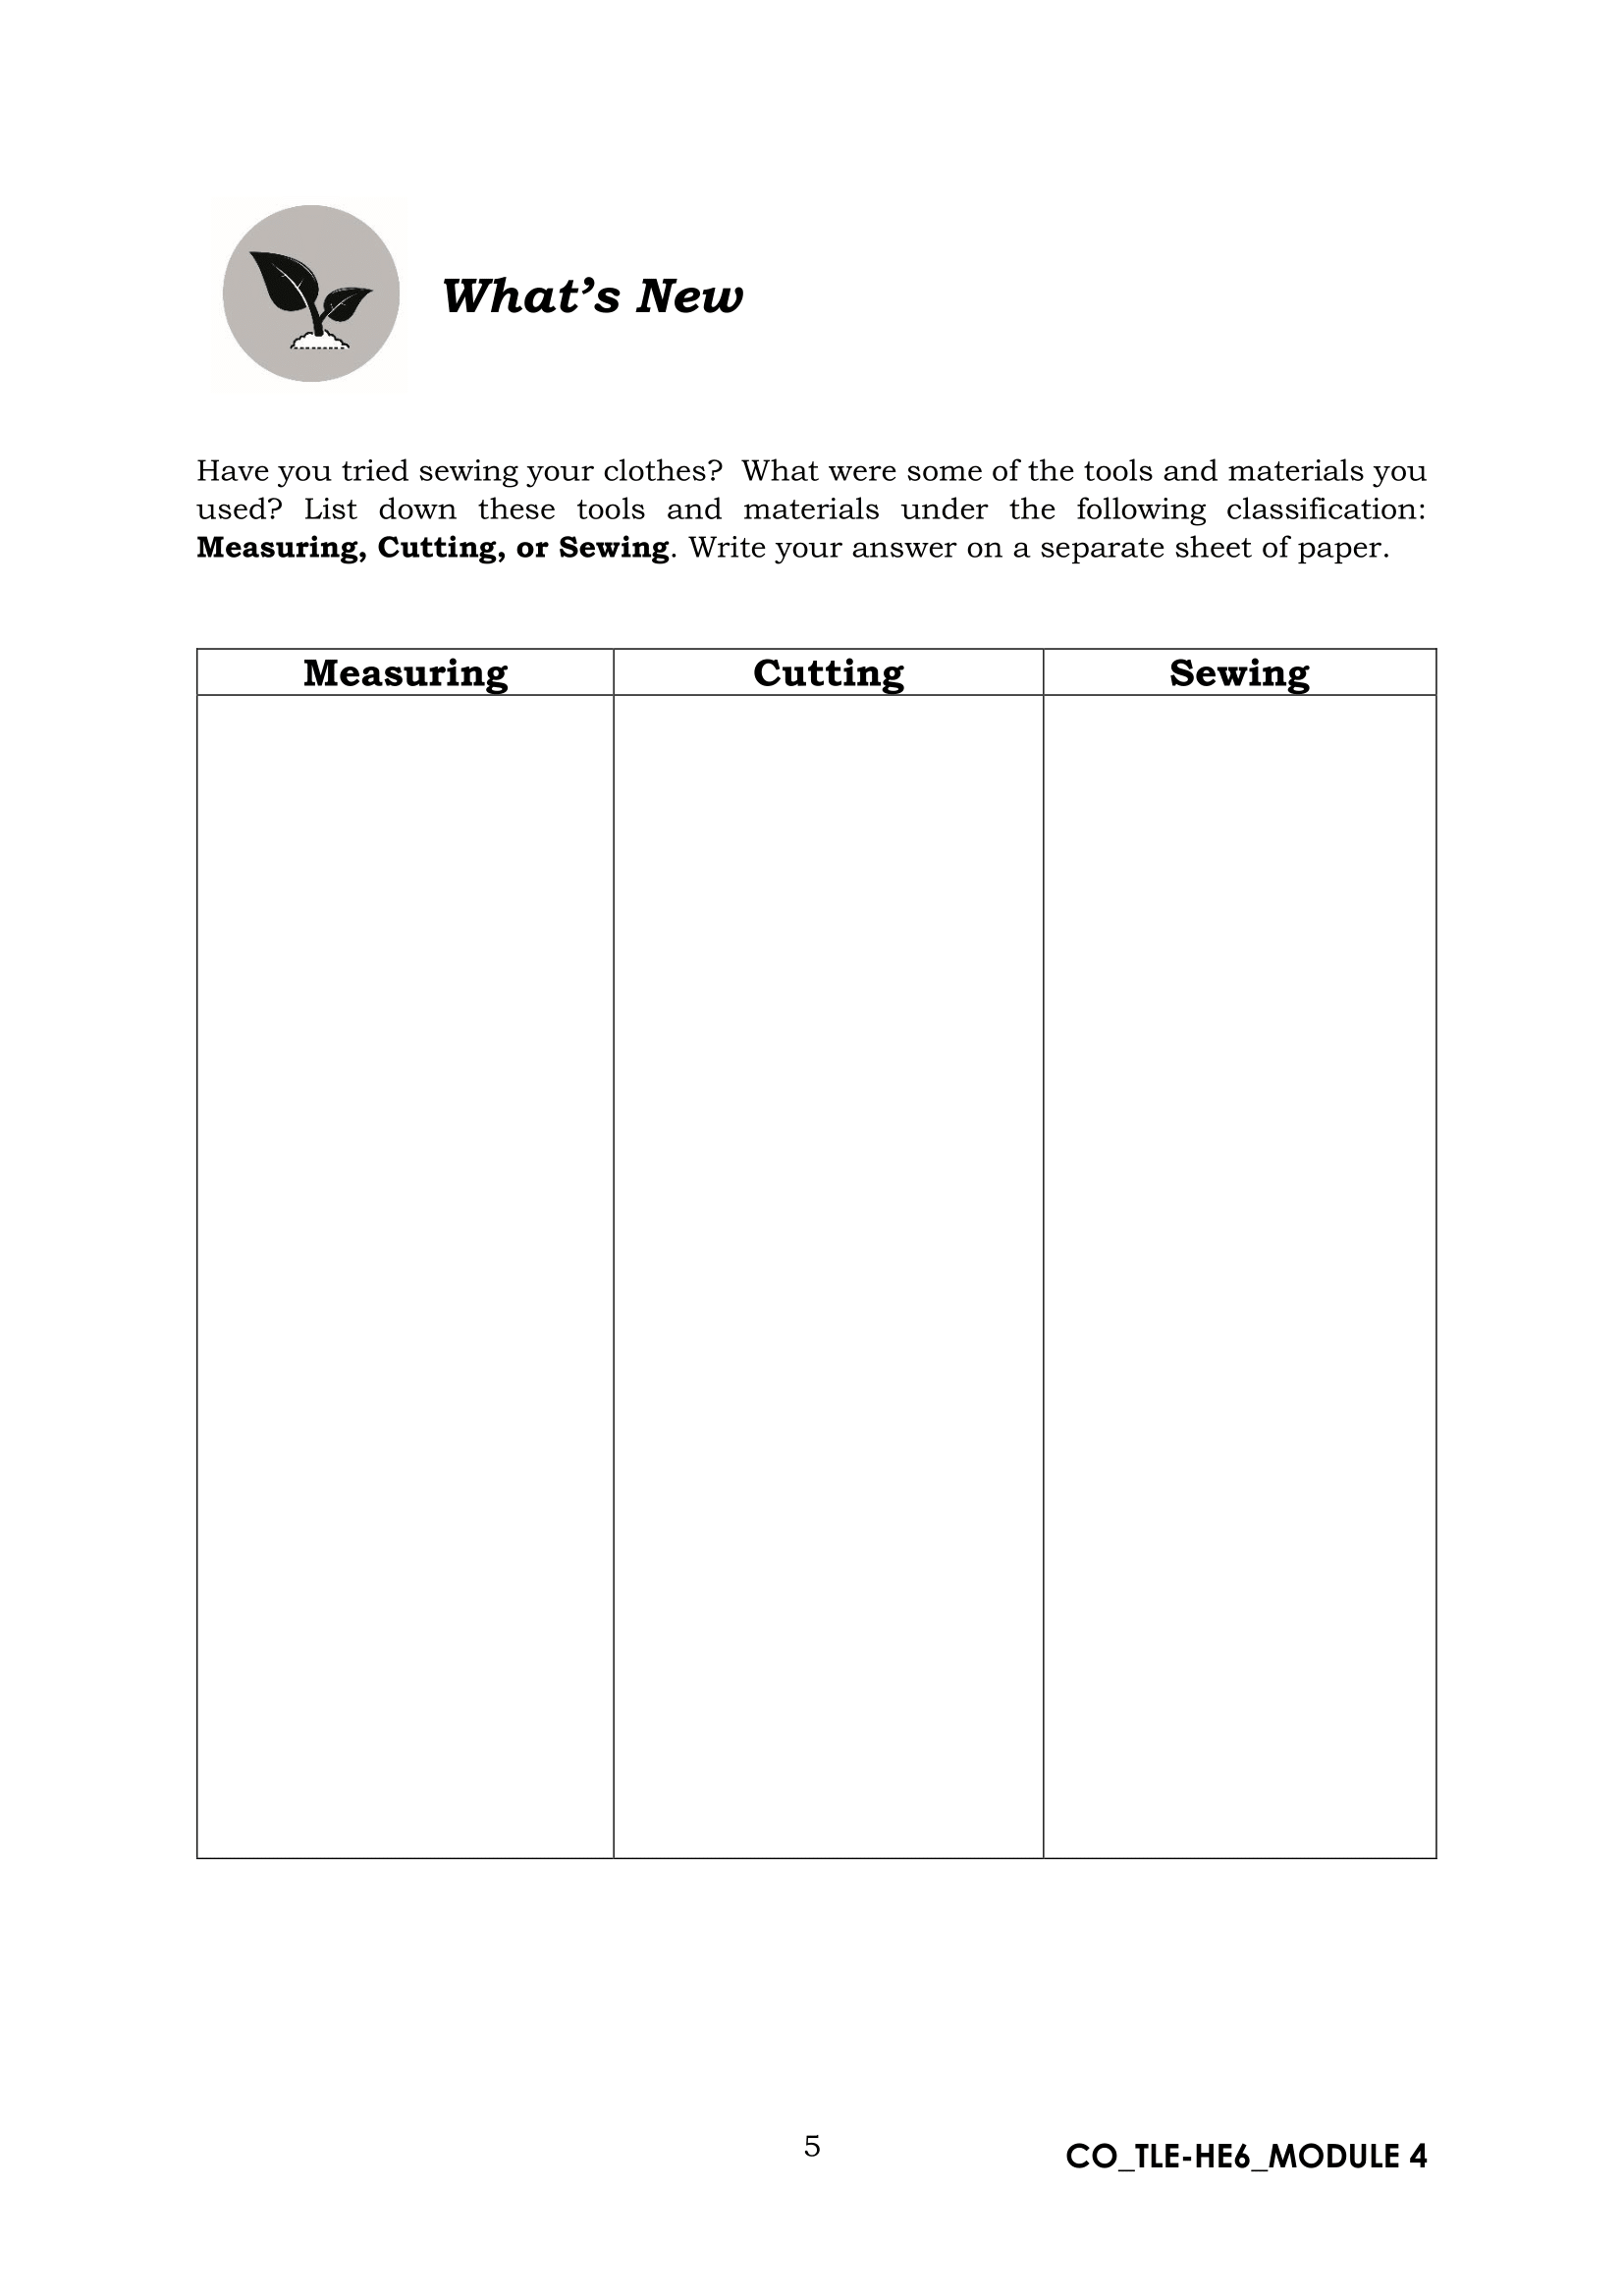 What’s New
Have you tried sewing your clothes?  What were some of the tools and materials you
used? List down these tools and materials under the following classification:
Measuring, Cutting, or Sewing. Write your answer on a separate sheet of paper.
Measuring
Cutting
Sewing
5
CO_TLE-HE6_MODULE 4